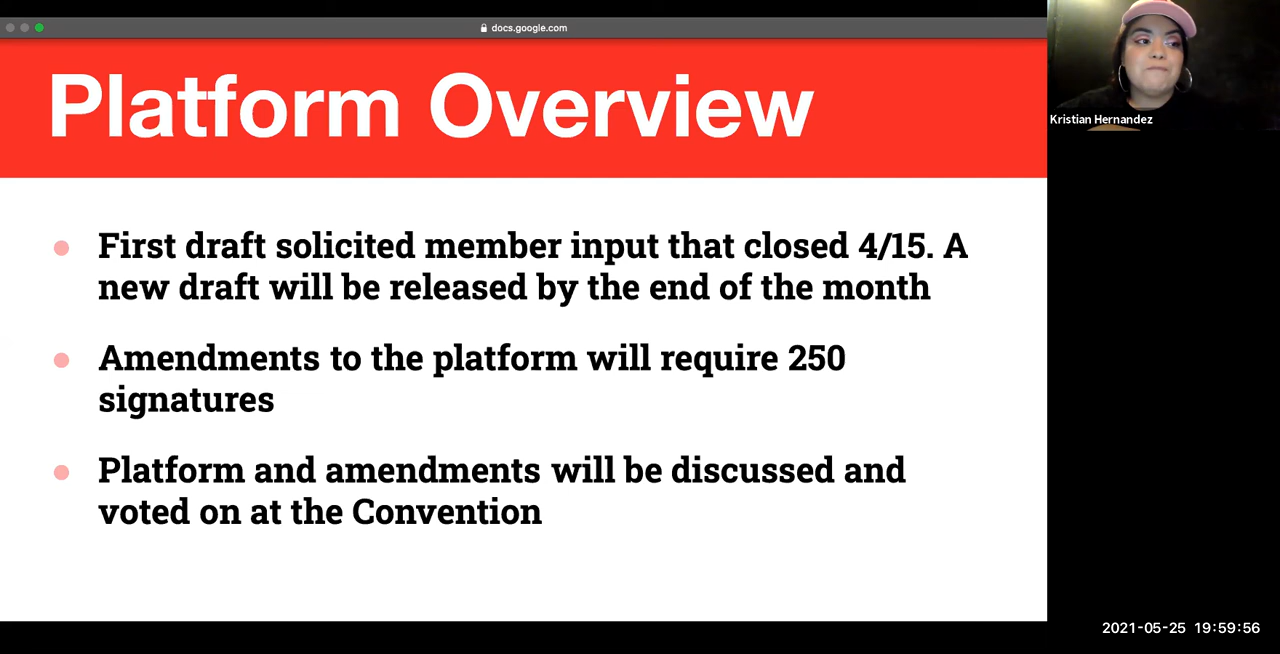 docs.google.com
Platform Overview
First draft solicited member input that closed 4/15. A
new draft will be released by the end of the month
Amendments to the platform will require 250
signatures
Platform and amendments will be discussed and
voted on at the Convention
Kristian Hernandez
2021-05-25 19:59:56